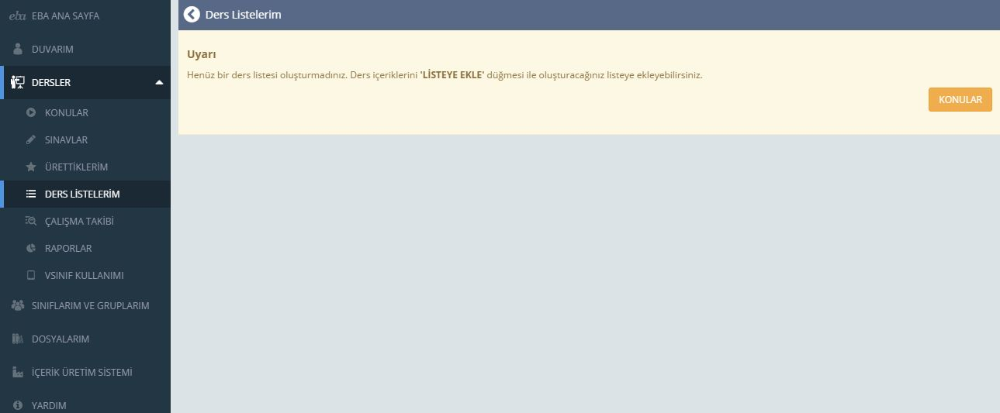 eba EBA ANA SAYFA
DUVARIM
DERSLER
KONULAR
SINAVLAR
ÜRETTİKLERİM
DERS LİSTELERİM
ÇALIŞMA TAKİBİ
RAPORLAR
VSINIF KULLANIMI
SINIFLARIM VE GRUPLARIM
DOSYALARIM
İÇERİK ÜRETİM SİSTEMİ
YARDIM
Ders Listelerim
Uyarı
Henüz bir ders listesi oluşturmadınız. Ders içeriklerini 'LİSTEYE EKLE' düğmesi ile oluşturacağınız listeye ekleyebilirsiniz.
KONULAR